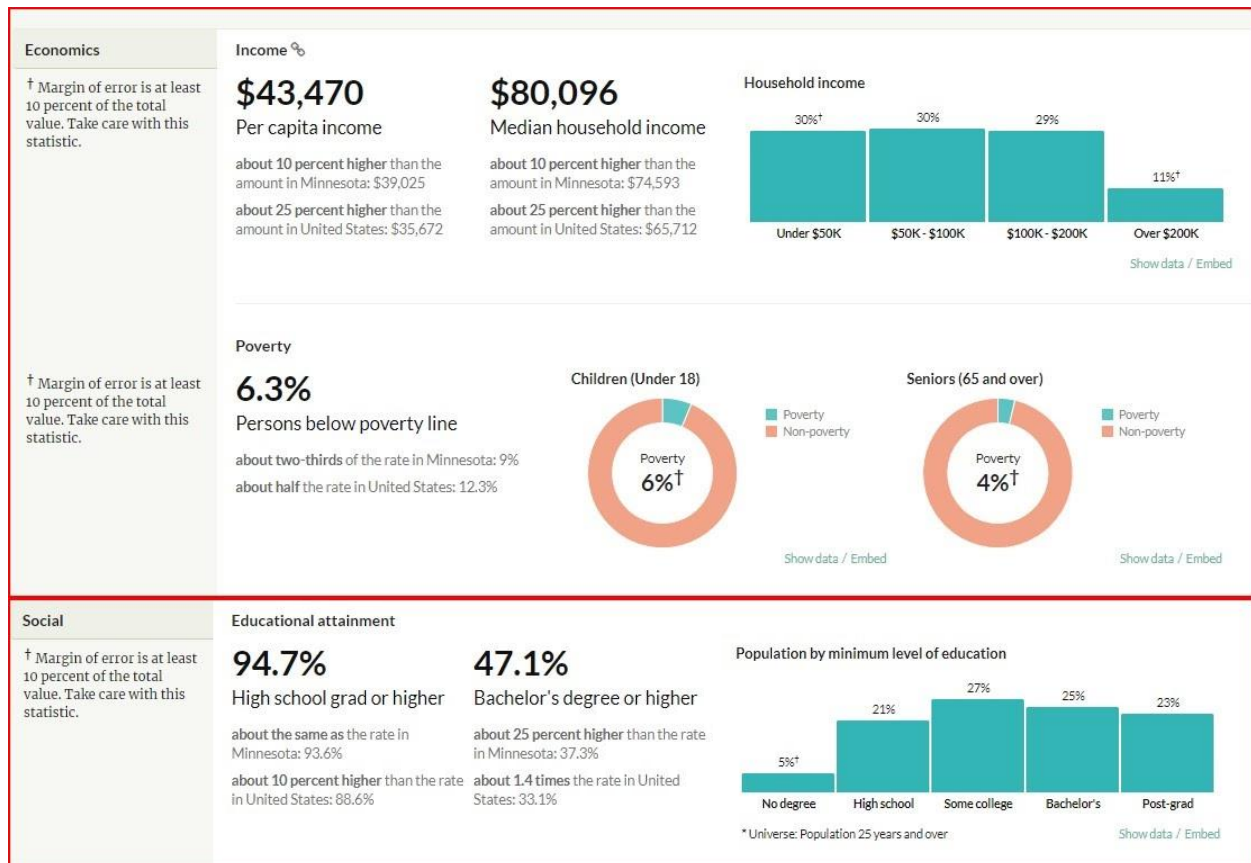 Economics
† Margin of error is at least
10 percent of the total
value. Take care with this
statistic.
Income
$43,470
Per capita income
about 10 percent higher than the
amount in Minnesota: $39,025
about 25 percent higher than the
amount in United States: $35,672
$80,096
Median household income
about 10 percent higher than the
amount in Minnesota: $74,593
about 25 percent higher than the
amount in United States: $65,712
Household income
30%† 30% 29% 11%†
Under $50K $50K - $100K $100K - $200K Over $200K
Show data / Embed
† Margin of error is at least
10 percent of the total
value. Take care with this
statistic.
Poverty
6.3%
Persons below poverty line
about two-thirds of the rate in Minnesota: 9%
about half the rate in United States: 12.3%
Children (Under 18)
Poverty
Non-poverty
Poverty
6%†
Show data / Embed
Seniors (65 and over)
Poverty
Non-poverty
Poverty
4%†
Show data / Embed
Social
† Margin of error is at least
10 percent of the total
value. Take care with this
statistic.
Educational attainment
94.7%
High school grad or higher
about the same as the rate in
Minnesota: 93.6%
about 10 percent higher than the rate
in United States: 88.6%
47.1%
Bachelor's degree or higher
about 25 percent higher than the rate
in Minnesota: 37.3%
about 1.4 times the rate in United
States: 33.1%
Population by minimum level of education
5%† 21% 27% 25% 23%
No degree High school Some college Bachelor's Post-grad
* Universe: Population 25 years and over
Show data / Embed